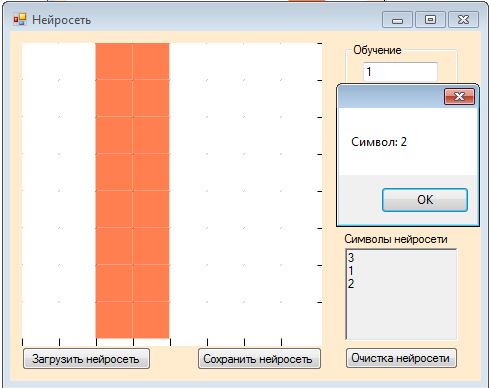 Нейросеть
Обучение
1
Символ: 2
OK
Символы нейросети
3
1
2
Загрузить нейросеть
Сохранить нейросеть
Очистка нейросети